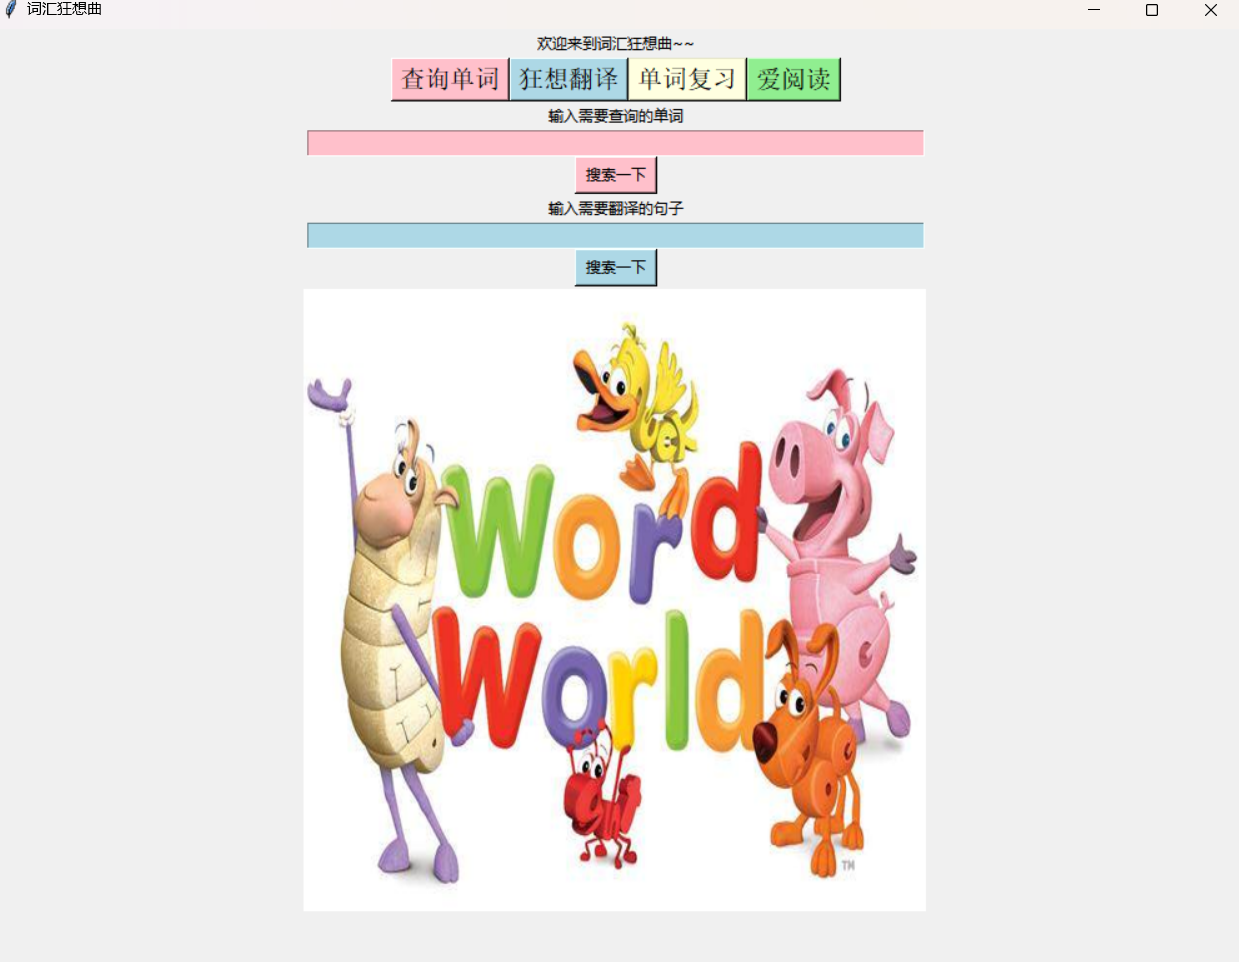 词汇狂想曲
欢迎来到词汇狂想曲~~
查询单词 狂想翻译 单词复习 爱阅读
输入需要查询的单词
搜索一下
输入需要翻译的句子
搜索一下
Word
World
TM